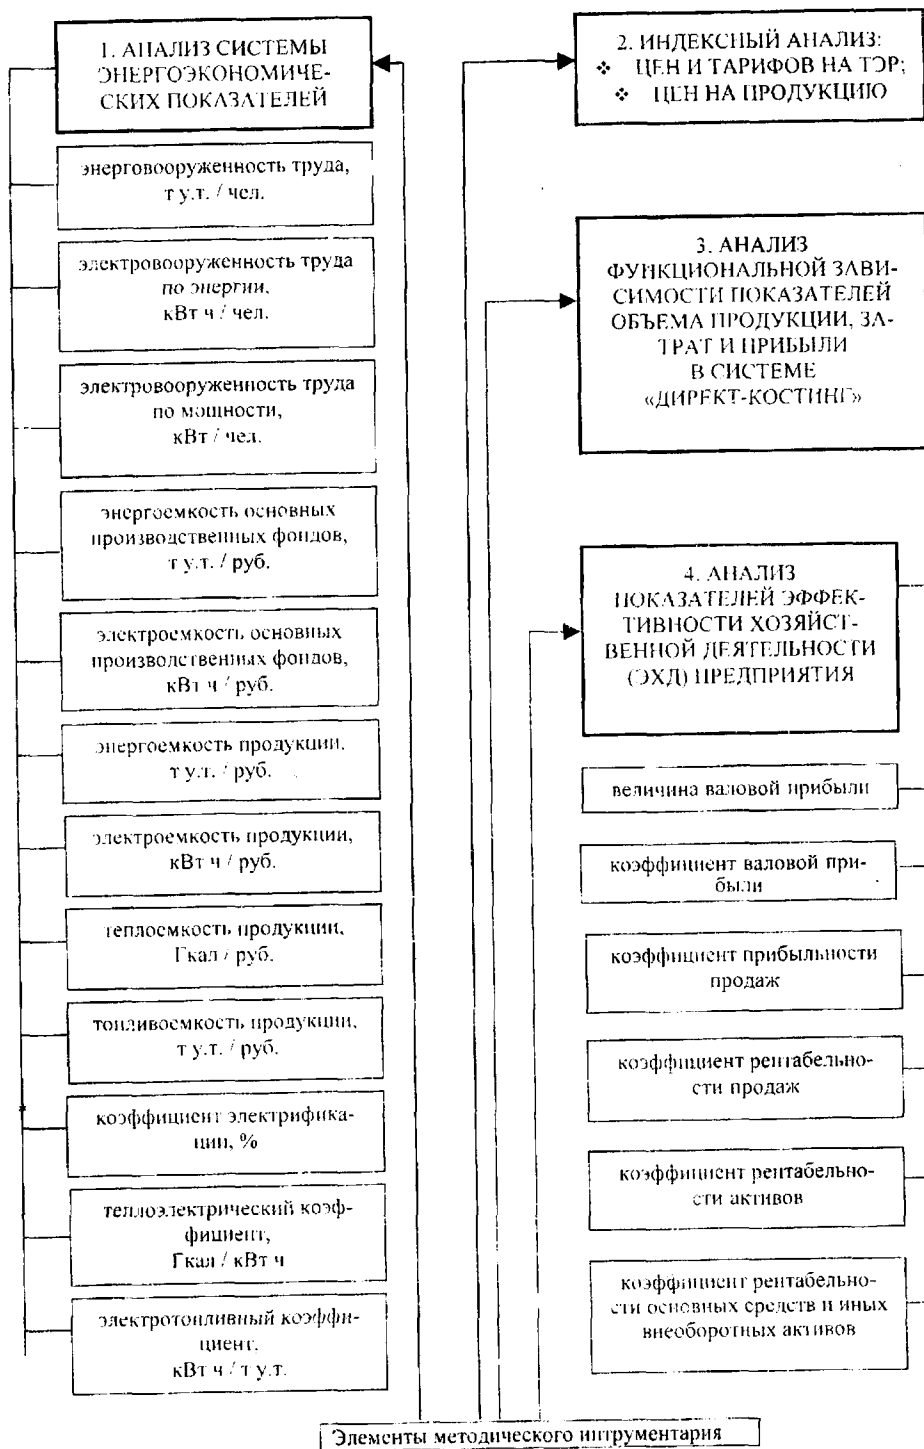 1. АНАЛИЗ СИСТЕМЫ
ЭНЕРГОЭКОНОМИЧЕ-
СКИХ ПОКАЗАТЕЛЕЙ
энерговооруженность труда,
т у.т. / чел.
электровооруженность труда
по энергии,
кВт ч / чел.
электровооруженность труда
по мощности,
кВт / чел.
энергоемкость основных
производственных фондов,
т у.т. / руб.
электроемкость основных
производственных фондов,
кВт ч / руб.
энергоемкость продукции,
т у.т. / руб.
электроемкость продукции,
кВт ч / руб.
теплоемкость продукции,
Гкал / руб.
топливоемкость продукции,
т у.т. / руб.
коэффициент электрифика-
ции, %
теплоэлектрический коэф-
фициент,
Гкал / кВт ч
электротопливный коэффи-
циент,
кВт ч / т у.т.
2. ИНДЕКСНЫЙ АНАЛИЗ:
❖ ЦЕН И ТАРИФОВ НА ТЭР;
❖ ЦЕН НА ПРОДУКЦИЮ
3. АНАЛИЗ
ФУНКЦИОНАЛЬНОЙ ЗАВИ-
СИМОСТИ ПОКАЗАТЕЛЕЙ
ОБЪЕМА ПРОДУКЦИИ, ЗА-
ТРАТ И ПРИБЫЛИ
В СИСТЕМЕ
«ДИРЕКТ-КОСТИНГ»
4. АНАЛИЗ
ПОКАЗАТЕЛЕЙ ЭФФЕК-
ТИВНОСТИ ХОЗЯЙСТ-
ВЕННОЙ ДЕЯТЕЛЬНОСТИ
(ЭХД) ПРЕДПРИЯТИЯ
величина валовой прибыли
коэффициент валовой при-
были
коэффициент прибыльности
продаж
коэффициент рентабельно-
сти продаж
коэффициент рентабельно-
сти активов
коэффициент рентабельно-
сти основных средств и иных
внеоборотных активов
Элементы методического интрументария